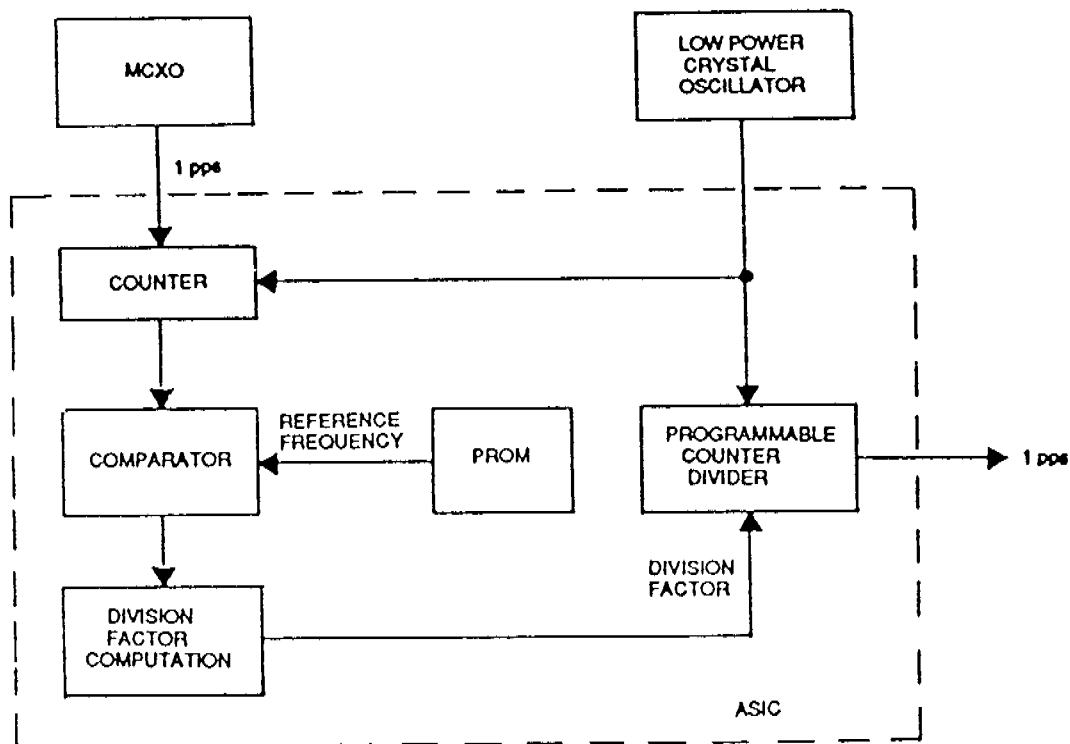 MCXO
LOW POWER
CRYSTAL
OSCILLATOR
1 pps
COUNTER
COMPARATOR
REFERENCE
FREQUENCY
PROM
PROGRAMMABLE
COUNTER
DIVIDER
1 pps
DIVISION
FACTOR
COMPUTATION
DIVISION
FACTOR
ASIC